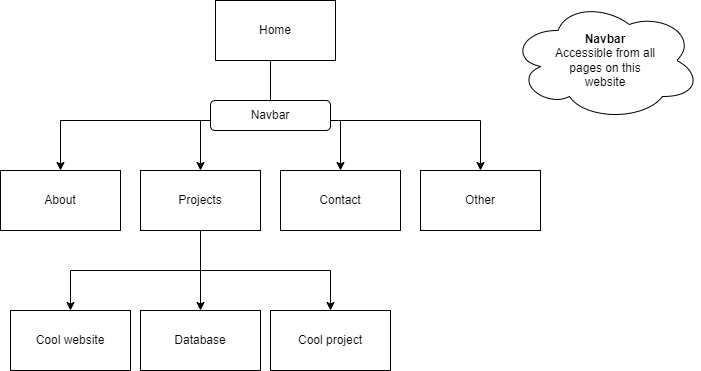 Home
Navbar
Accessible from all
pages on this
website
Navbar
About
Projects
Contact
Other
Cool website
Database
Cool project